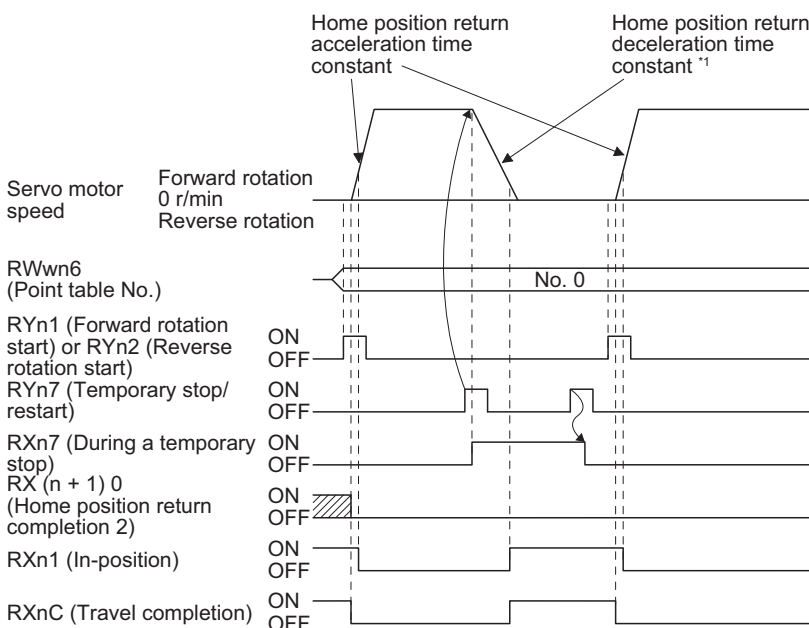 Home position return
acceleration time
constant
Home position return
deceleration time
constant *1
Servo motor
speed
Forward rotation
0 r/min
Reverse rotation
RWwn6
(Point table No.)
No. 0
RYn1 (Forward rotation
start) or RYn2 (Reverse
rotation start)
ON
OFF
RYn7 (Temporary stop/
restart)
ON
OFF
RXn7 (During a temporary
stop)
ON
OFF
RX (n + 1) 0
(Home position return
completion 2)
ON
OFF
RXn1 (In-position)
ON
OFF
RXnC (Travel completion)
ON
OFF